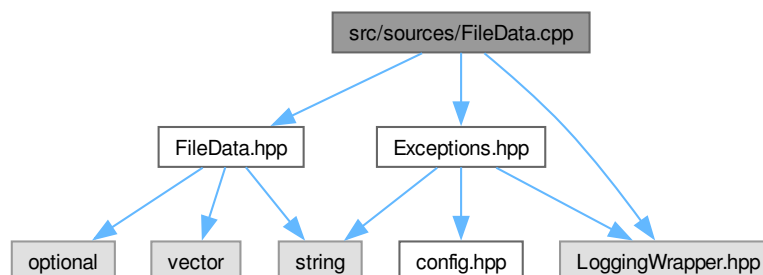 src/sources/FileData.cpp
FileData.hpp
Exceptions.hpp
optional
vector
string
config.hpp
LoggingWrapper.hpp